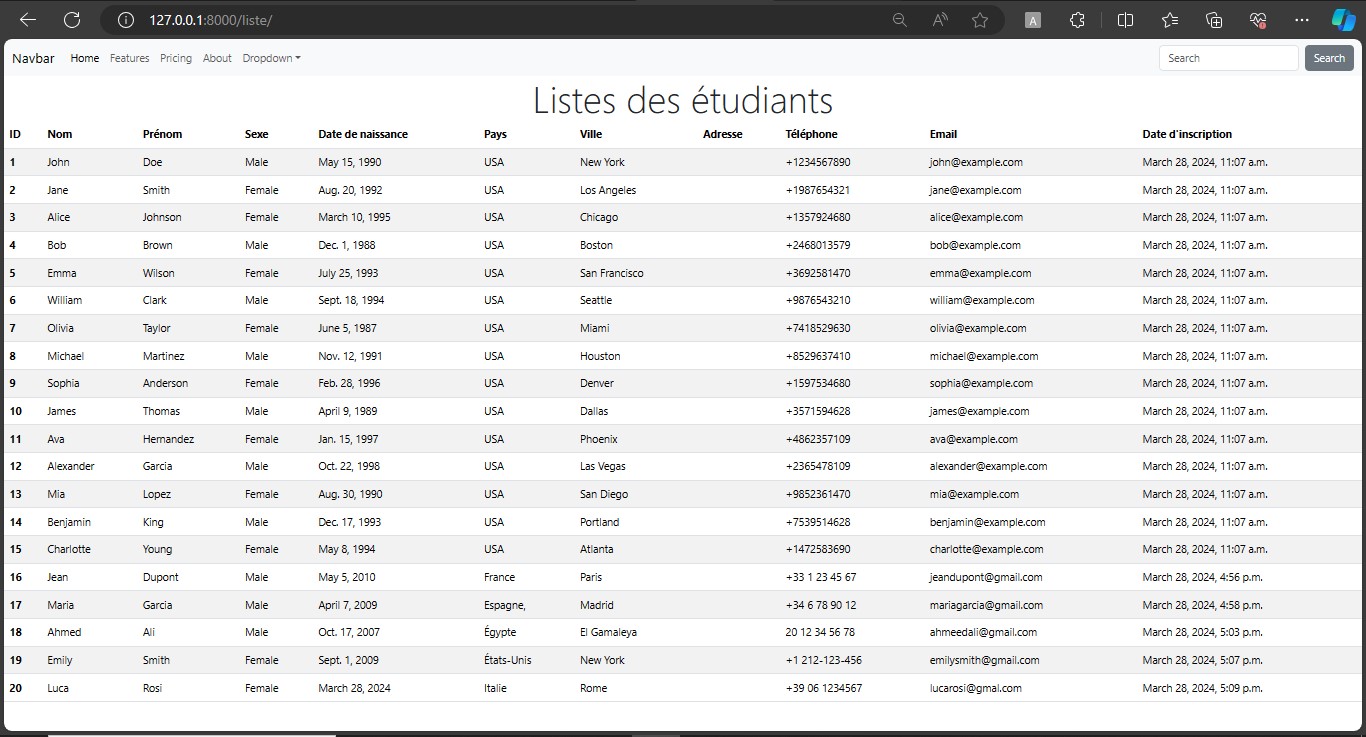 127.0.0.1:8000/liste/
Navbar Home Features Pricing About Dropdown Search Search
Listes des étudiants
ID Nom Prénom Sexe Date de naissance Pays Ville Adresse Téléphone Email Date d'inscription
1 John Doe Male May 15, 1990 USA New York +1234567890 john@example.com March 28, 2024, 11:07 a.m.
2 Jane Smith Female Aug. 20, 1992 USA Los Angeles +1987654321 jane@example.com March 28, 2024, 11:07 a.m.
3 Alice Johnson Female March 10, 1995 USA Chicago +1357924680 alice@example.com March 28, 2024, 11:07 a.m.
4 Bob Brown Male Dec. 1, 1988 USA Boston +2468013579 bob@example.com March 28, 2024, 11:07 a.m.
5 Emma Wilson Female July 25, 1993 USA San Francisco +3692581470 emma@example.com March 28, 2024, 11:07 a.m.
6 William Clark Male Sept. 18, 1994 USA Seattle +9876543210 william@example.com March 28, 2024, 11:07 a.m.
7 Olivia Taylor Female June 5, 1987 USA Miami +7418529630 olivia@example.com March 28, 2024, 11:07 a.m.
8 Michael Martinez Male Nov. 12, 1991 USA Houston +8529637410 michael@example.com March 28, 2024, 11:07 a.m.
9 Sophia Anderson Female Feb. 28, 1996 USA Denver +1597534680 sophia@example.com March 28, 2024, 11:07 a.m.
10 James Thomas Male April 9, 1989 USA Dallas +3571594628 james@example.com March 28, 2024, 11:07 a.m.
11 Ava Hernandez Female Jan. 15, 1997 USA Phoenix +4862357109 ava@example.com March 28, 2024, 11:07 a.m.
12 Alexander Garcia Male Oct. 22, 1998 USA Las Vegas +2365478109 alexander@example.com March 28, 2024, 11:07 a.m.
13 Mia Lopez Female Aug. 30, 1990 USA San Diego +9852361470 mia@example.com March 28, 2024, 11:07 a.m.
14 Benjamin King Male Dec. 17, 1993 USA Portland +7539514628 benjamin@example.com March 28, 2024, 11:07 a.m.
15 Charlotte Young Female May 8, 1994 USA Atlanta +1472583690 charlotte@example.com March 28, 2024, 11:07 a.m.
16 Jean Dupont Male May 5, 2010 France Paris +33 1 23 45 67 jeandupont@gmail.com March 28, 2024, 4:56 p.m.
17 Maria Garcia Male April 7, 2009 Espagne, Madrid +34 6 78 90 12 mariagarcia@gmail.com March 28, 2024, 4:58 p.m.
18 Ahmed Ali Male Oct. 17, 2007 Égypte El Gamaleya 20 12 34 56 78 ahmeedali@gmail.com March 28, 2024, 5:03 p.m.
19 Emily Smith Female Sept. 1, 2009 États-Unis New York +1 212-123-456 emilysmith@gmail.com March 28, 2024, 5:07 p.m.
20 Luca Rosi Female March 28, 2024 Italie Rome +39 06 1234567 lucarosi@gmal.com March 28, 2024, 5:09 p.m.